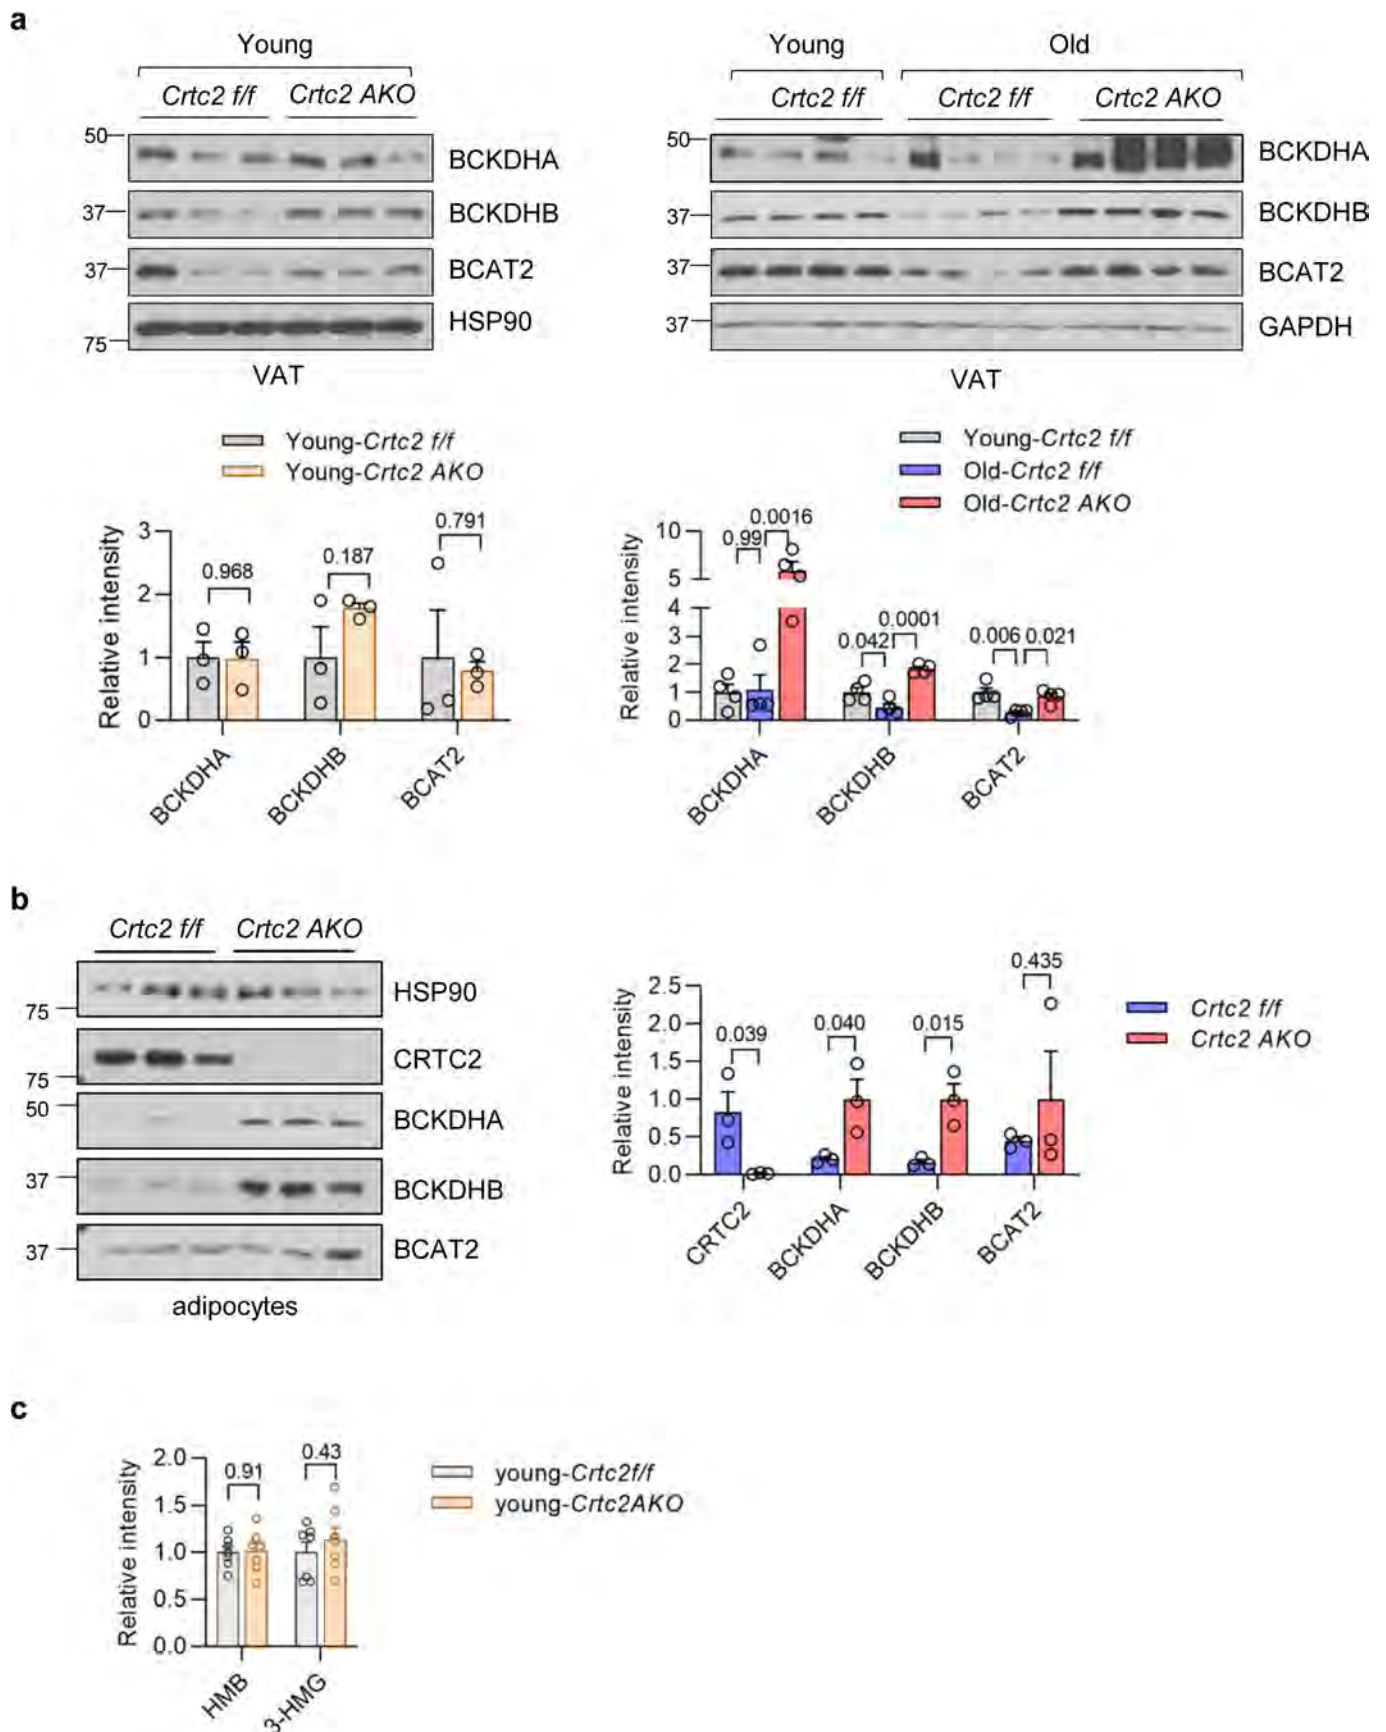 a
Young
Crtc2 f/f Crtc2 AKO
50
BCKDHA
37
BCKDHB
37
BCAT2
HSP90
75
VAT
Young Old
Crtc2 f/f Crtc2 f/f Crtc2 AKO
50
BCKDHA
37
BCKDHB
37
BCAT2
37
GAPDH
VAT
Young-Crtc2 f/f
Young-Crtc2 AKO
Relative intensity
3
2
1
0
0.968
0.187
0.791
BCKDHA
BCKDHB
BCAT2
Young-Crtc2 f/f
Old-Crtc2 f/f
Old-Crtc2 AKO
Relative intensity
10
5
4
3
2
1
0
0.99
0.0016
0.042
0.0001
0.006
0.021
BCKDHA
BCKDHB
BCAT2
b
Crtc2 f/f Crtc2 AKO
HSP90
75
CRTC2
75
50
BCKDHA
37
BCKDHB
37
BCAT2
adipocytes
Relative intensity
2.5
2.0
1.5
1.0
0.5
0.0
0.039
0.040
0.015
0.435
CRTC2
BCKDHA
BCKDHB
BCAT2
Crtc2 f/f
Crtc2 AKO
c
Relative intensity
2.0
1.5
1.0
0.5
0.0
0.91
0.43
HMB
3-HMG
young-Crtc2f/f
young-Crtc2AKO